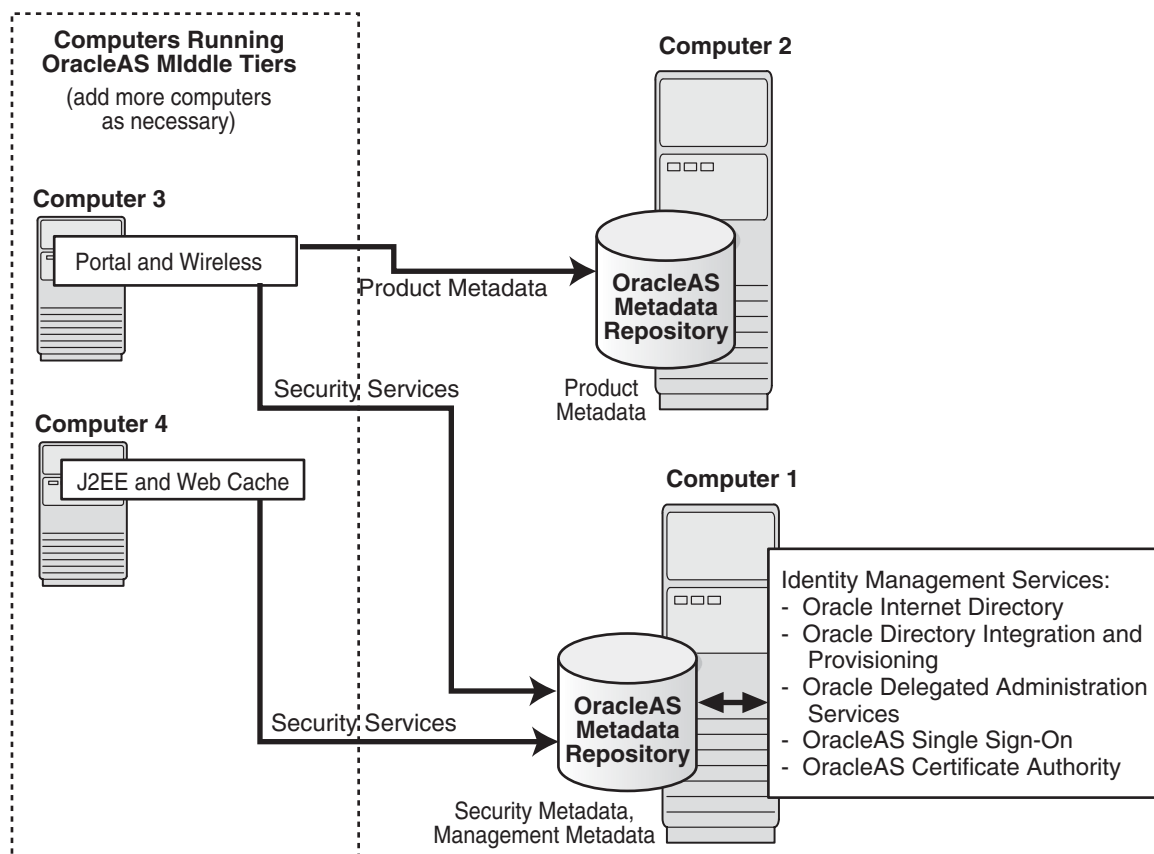 Computers Running
OracleAS MIddle Tiers
(add more computers
as necessary)
Computer 2
Computer 3
Portal and Wireless
Product Metadata
OracleAS
Metadata
Repository
Product
Metadata
Security Services
Computer 4
J2EE and Web Cache
Computer 1
Identity Management Services:
- Oracle Internet Directory
- Oracle Directory Integration and
Provisioning
- Oracle Delegated Administration
Services
- OracleAS Single Sign-On
- OracleAS Certificate Authority
Security Services
OracleAS
Metadata
Repository
Security Metadata,
Management Metadata